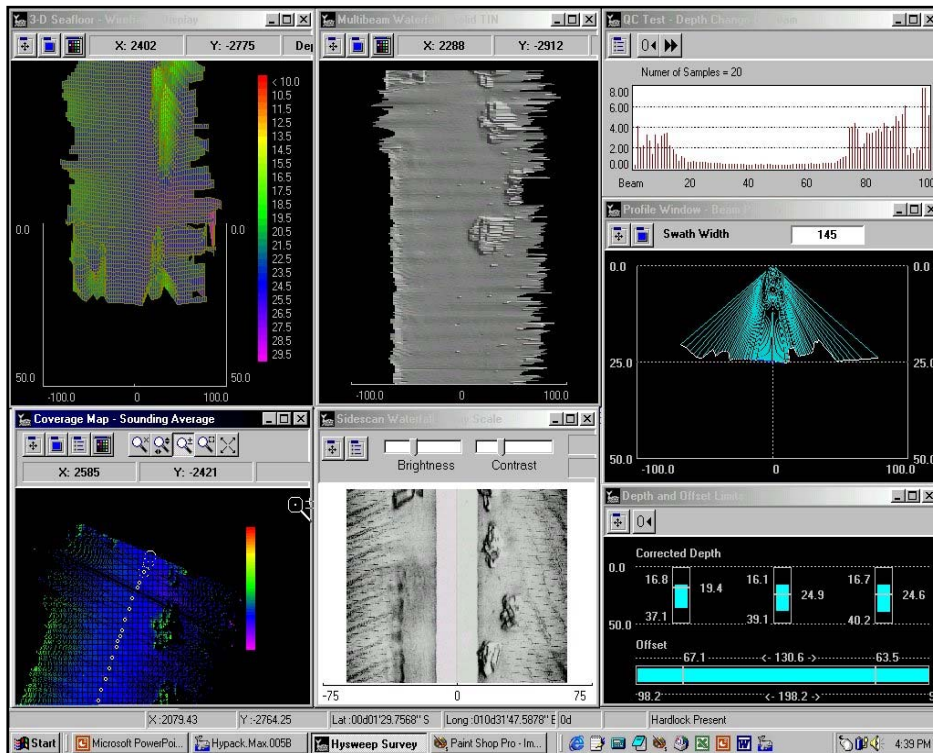 3-D Seafloor - Wireframe Display
X: 2402
Y: -2775
Dep
< 10.0
10.5
11.5
12.5
13.5
14.5
15.5
16.5
17.5
18.5
19.5
20.5
21.5
22.5
23.5
24.5
25.5
26.5
27.5
28.5
29.5
0.0
0.0
50.0
50.0
-100.0
0
100.0
Multibeam Waterfall - Solid TIN
X: 2288
Y: -2912
-100.0
0
100.0
QC Test - Depth Change
Numer of Samples = 20
8.00
6.00
4.00
2.00
0.00
Beam
20
40
60
80
100
Profile Window - Beam
Swath Width
145
0.0
0.0
25.0
25.0
50.0
50.0
-100.0
0
100.0
Coverage Map - Sounding Average
X: 2585
Y: -2421
Sidescan Waterfall
Scale
Brightness
Contrast
-75
0
75
Depth and Offset Limits
Corrected Depth
0.0
50.0
16.8
19.4
37.1
16.1
24.9
39.1
16.7
24.6
40.2
Offset
67.1
<- 130.6 ->
63.5
98.2
<- 198.2 ->
X :2079.43
Y :-2764.25
Lat :00d01'29.7568" S
Long :010d31'47.5878" E
0d
Hardlock Present
Start
Microsoft PowerPoi...
Hypack.Max.005B
Hysweep Survey
Paint Shop Pro - Im...
4:39 PM